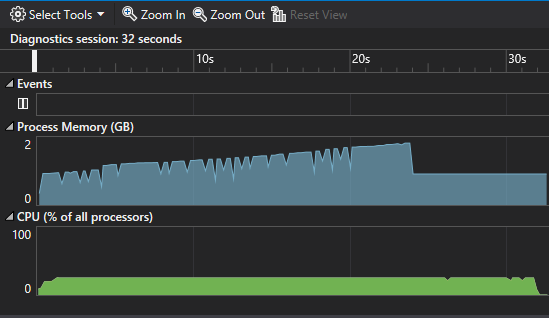 Select Tools Zoom In Zoom Out Reset View
Diagnostics session: 32 seconds
10s 20s 30s
Events
Process Memory (GB)
2
0
CPU (% of all processors)
100
0